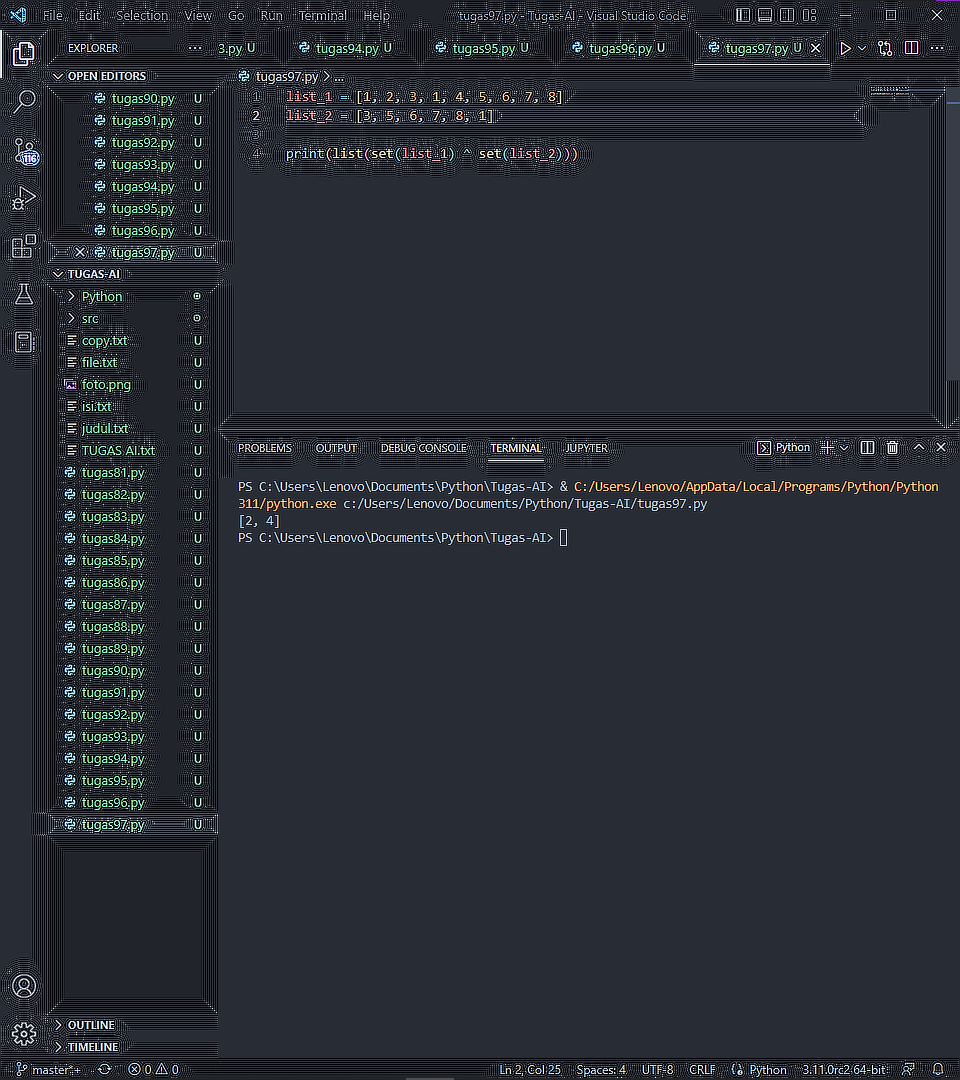 File Edit Selection View Go Run Terminal Help tugas97.py - Tugas-AI - Visual Studio Code
EXPLORER ... 3.py U tugas94.py U tugas95.py U tugas96.py U tugas97.py U
OPEN EDITORS
tugas90.py U
tugas91.py U
tugas92.py U
tugas93.py U
tugas94.py U
tugas95.py U
tugas96.py U
tugas97.py U
TUGAS-AI
Python
src
copy.txt U
file.txt U
foto.png U
isi.txt U
judul.txt U
TUGAS AI.txt U
tugas81.py U
tugas82.py U
tugas83.py U
tugas84.py U
tugas85.py U
tugas86.py U
tugas87.py U
tugas88.py U
tugas89.py U
tugas90.py U
tugas91.py U
tugas92.py U
tugas93.py U
tugas94.py U
tugas95.py U
tugas96.py U
tugas97.py U
OUTLINE
TIMELINE
116
tugas97.py > ...
1 list_1 = [1, 2, 3, 1, 4, 5, 6, 7, 8]
2 list_2 = [3, 5, 6, 7, 8, 1]
3
4 print(list(set(list_1) ^ set(list_2)))
PROBLEMS OUTPUT DEBUG CONSOLE TERMINAL JUPYTER Python
PS C:\Users\Lenovo\Documents\Python\Tugas-AI> & C:/Users/Lenovo/AppData/Local/Programs/Python/Python
311/python.exe c:/Users/Lenovo/Documents/Python/Tugas-AI/tugas97.py
[2, 4]
PS C:\Users\Lenovo\Documents\Python\Tugas-AI>
master*+ 0 0 Ln 2, Col 25 Spaces: 4 UTF-8 CRLF Python 3.11.0rc2 64-bit